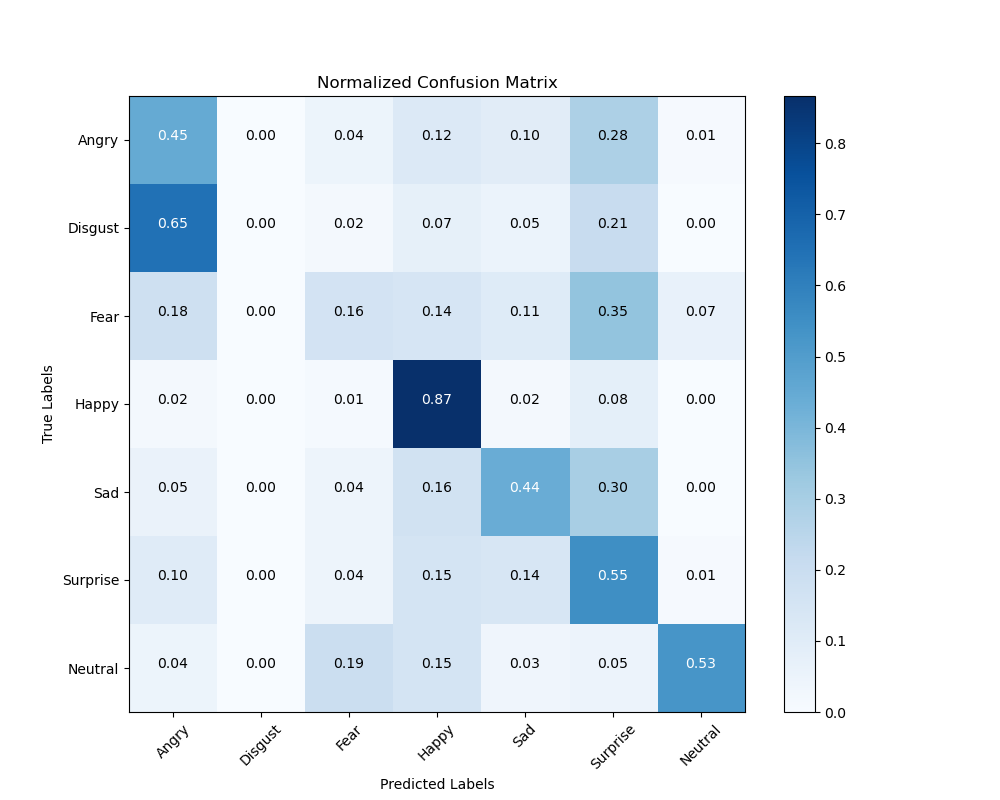 Normalized Confusion Matrix
True Labels
Angry 0.45 0.00 0.04 0.12 0.10 0.28 0.01
Disgust 0.65 0.00 0.02 0.07 0.05 0.21 0.00
Fear 0.18 0.00 0.16 0.14 0.11 0.35 0.07
Happy 0.02 0.00 0.01 0.87 0.02 0.08 0.00
Sad 0.05 0.00 0.04 0.16 0.44 0.30 0.00
Surprise 0.10 0.00 0.04 0.15 0.14 0.55 0.01
Neutral 0.04 0.00 0.19 0.15 0.03 0.05 0.53
Angry Disgust Fear Happy Sad Surprise Neutral
Predicted Labels
0.8
0.7
0.6
0.5
0.4
0.3
0.2
0.1
0.0